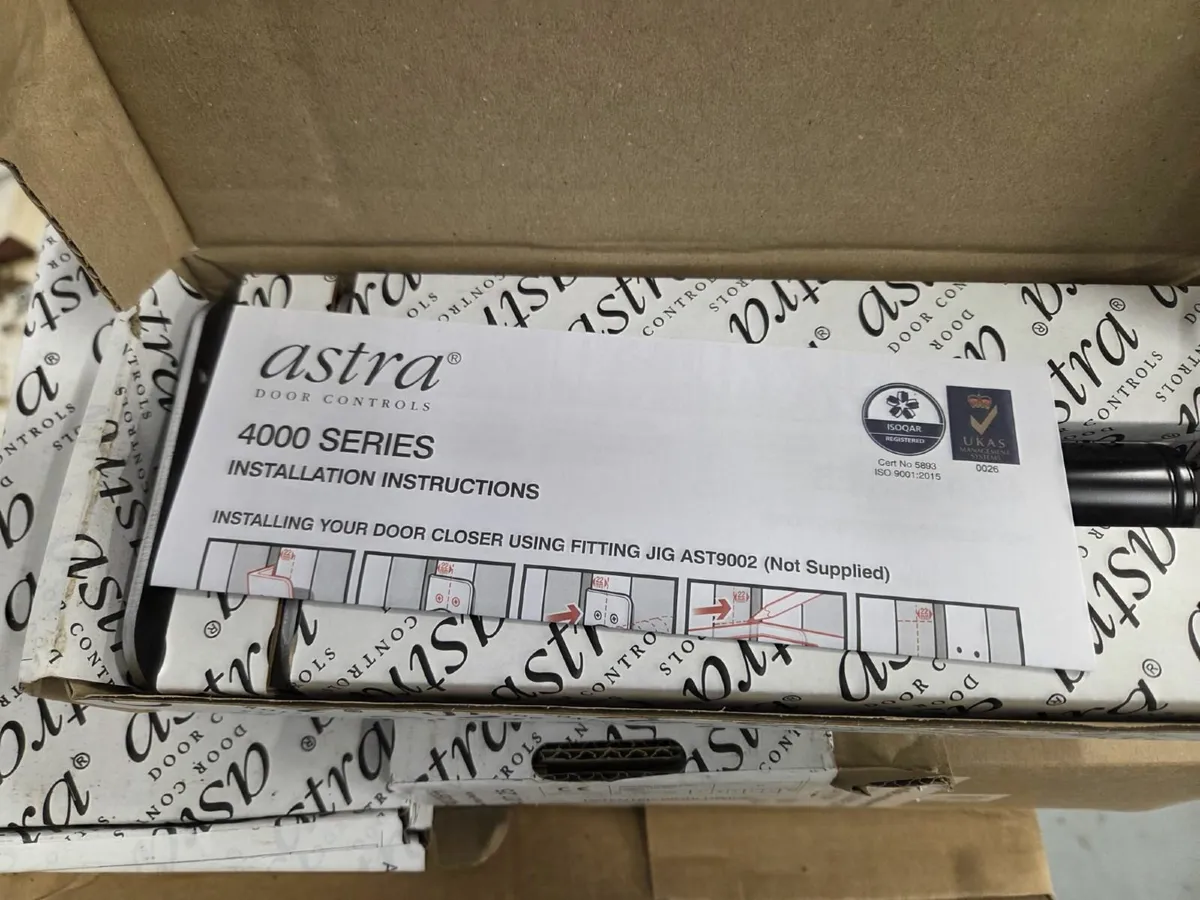 astra®
DOOR CONTROLS
4000 SERIES
INSTALLATION INSTRUCTIONS
INSTALLING YOUR DOOR CLOSER USING FITTING JIG AST9002 (Not Supplied)
ISOQAR
REGISTERED
Cert No 5893
ISO 9001:2015
UKAS
MANAGEMENT
SYSTEMS
0026
astra®
DOOR CONTROLS